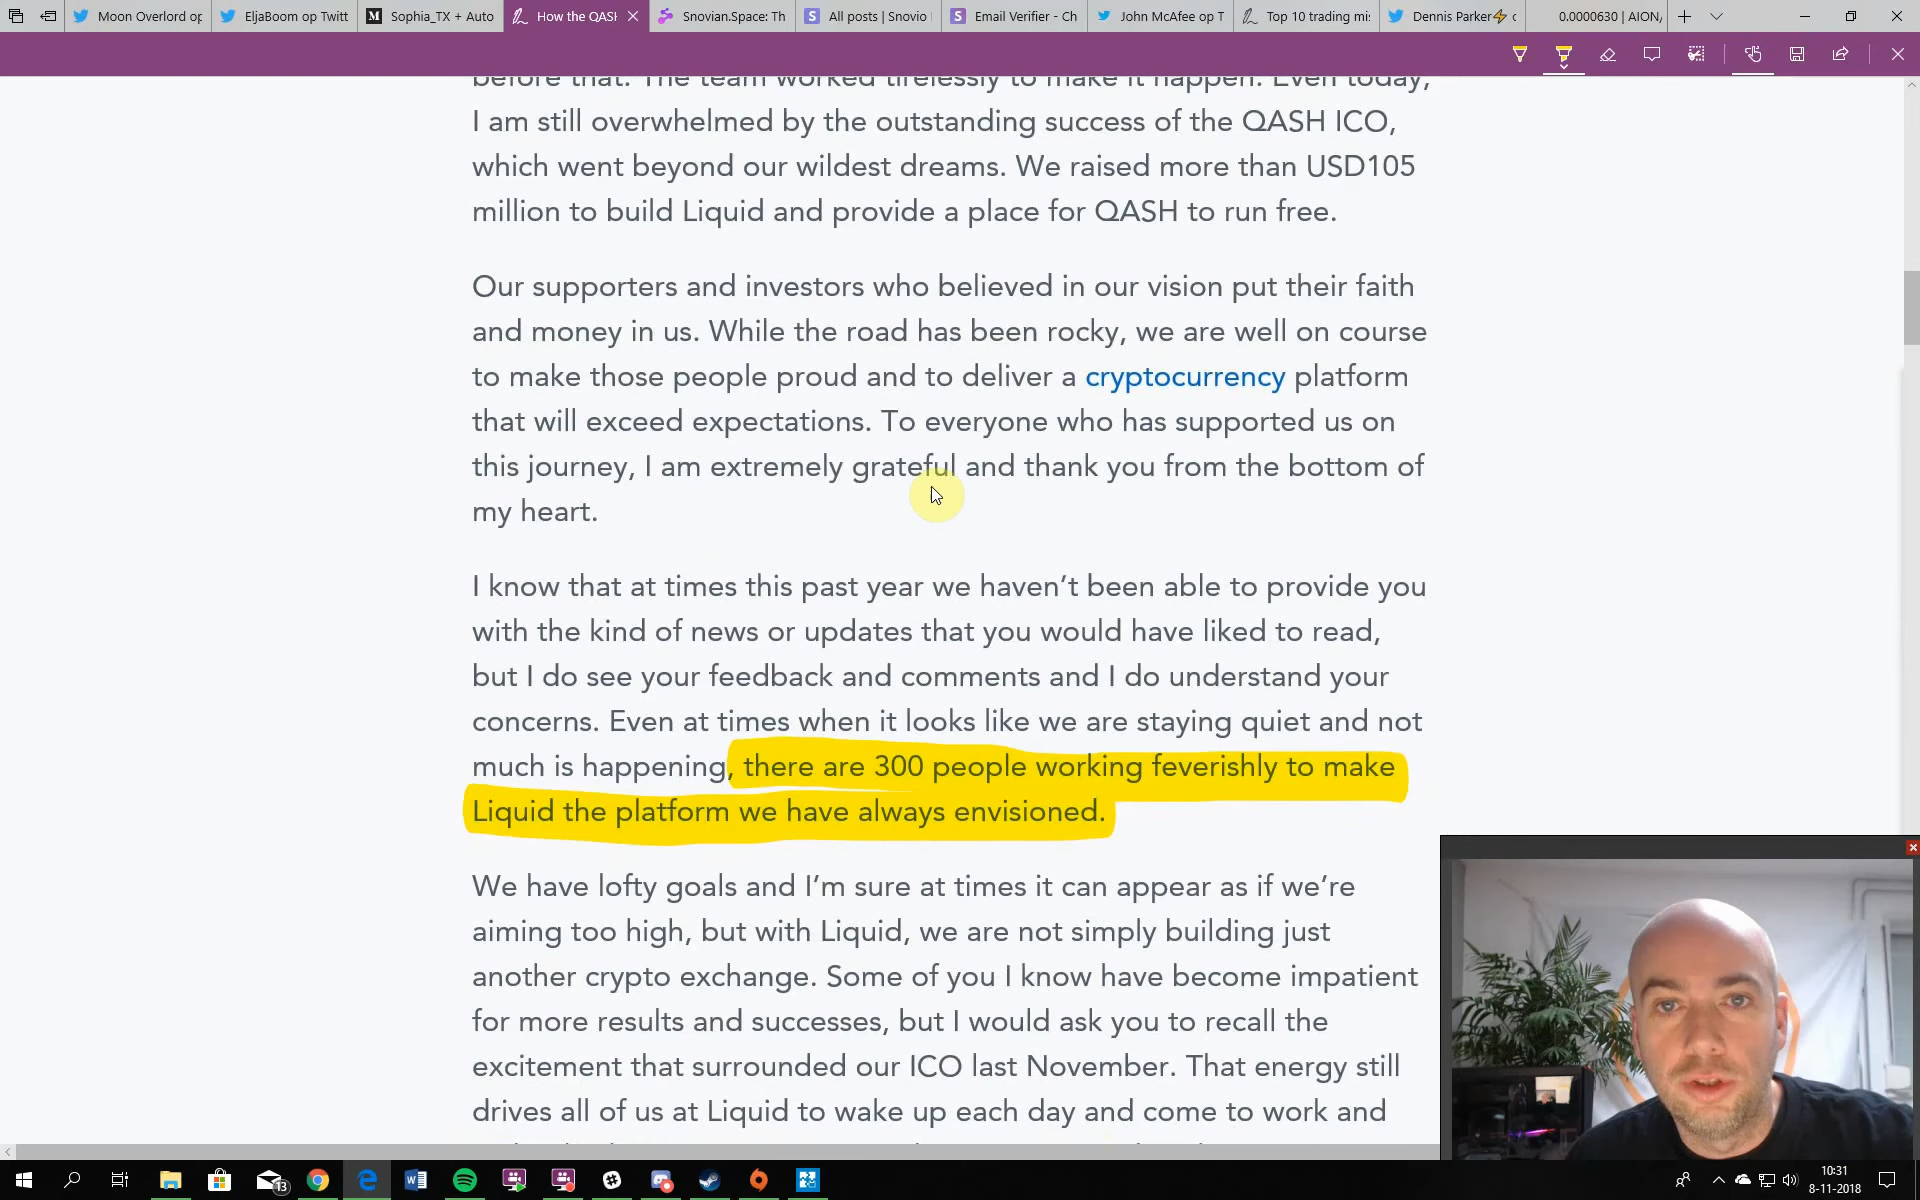 Moon Overlord op
EljaBoom op Twitt
Sophia_TX + Auto
How the QASH
Snovian.Space: Th
All posts | Snovio
Email Verifier - Ch
John McAfee op T
Top 10 trading mi
Dennis Parker⚡
0.0000630 | AION/
before that. The team worked tirelessly to make it happen. Even today,
I am still overwhelmed by the outstanding success of the QASH ICO,
which went beyond our wildest dreams. We raised more than USD105
million to build Liquid and provide a place for QASH to run free.
Our supporters and investors who believed in our vision put their faith
and money in us. While the road has been rocky, we are well on course
to make those people proud and to deliver a cryptocurrency platform
that will exceed expectations. To everyone who has supported us on
this journey, I am extremely grateful and thank you from the bottom of
my heart.
I know that at times this past year we haven't been able to provide you
with the kind of news or updates that you would have liked to read,
but I do see your feedback and comments and I do understand your
concerns. Even at times when it looks like we are staying quiet and not
much is happening, there are 300 people working feverishly to make
Liquid the platform we have always envisioned.
We have lofty goals and I'm sure at times it can appear as if we're
aiming too high, but with Liquid, we are not simply building just
another crypto exchange. Some of you I know have become impatient
for more results and successes, but I would ask you to recall the
excitement that surrounded our ICO last November. That energy still
drives all of us at Liquid to wake up each day and come to work and
13
10:31
8-11-2018